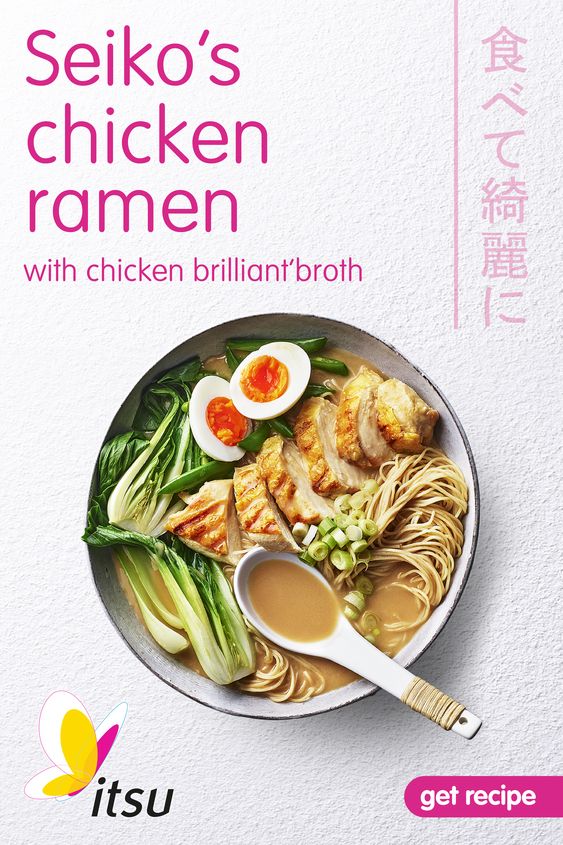 Seiko's
chicken
ramen
with chicken brilliant'broth
食べて綺麗に
itsu
get recipe